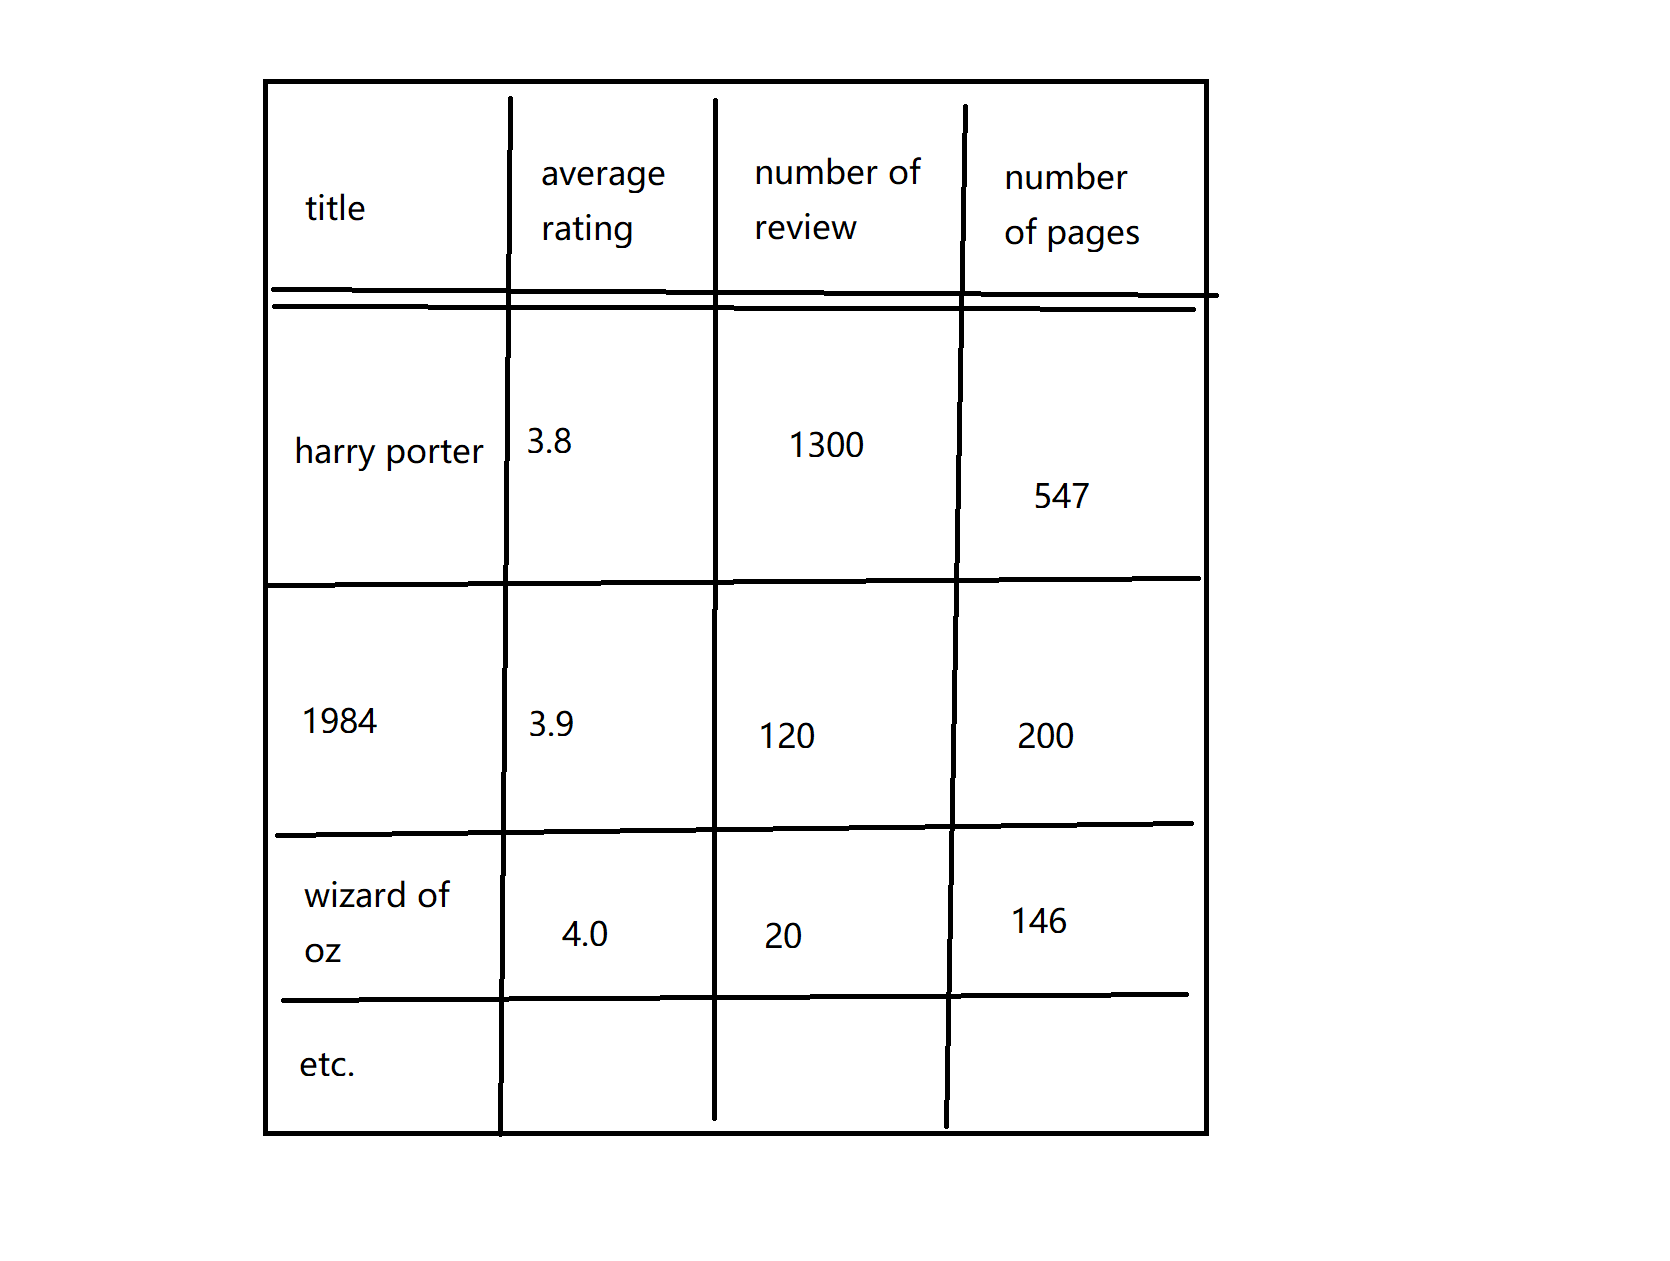 title
average
rating
number of
review
number
of pages
harry porter
3.8
1300
547
1984
3.9
120
200
wizard of
oz
4.0
20
146
etc.